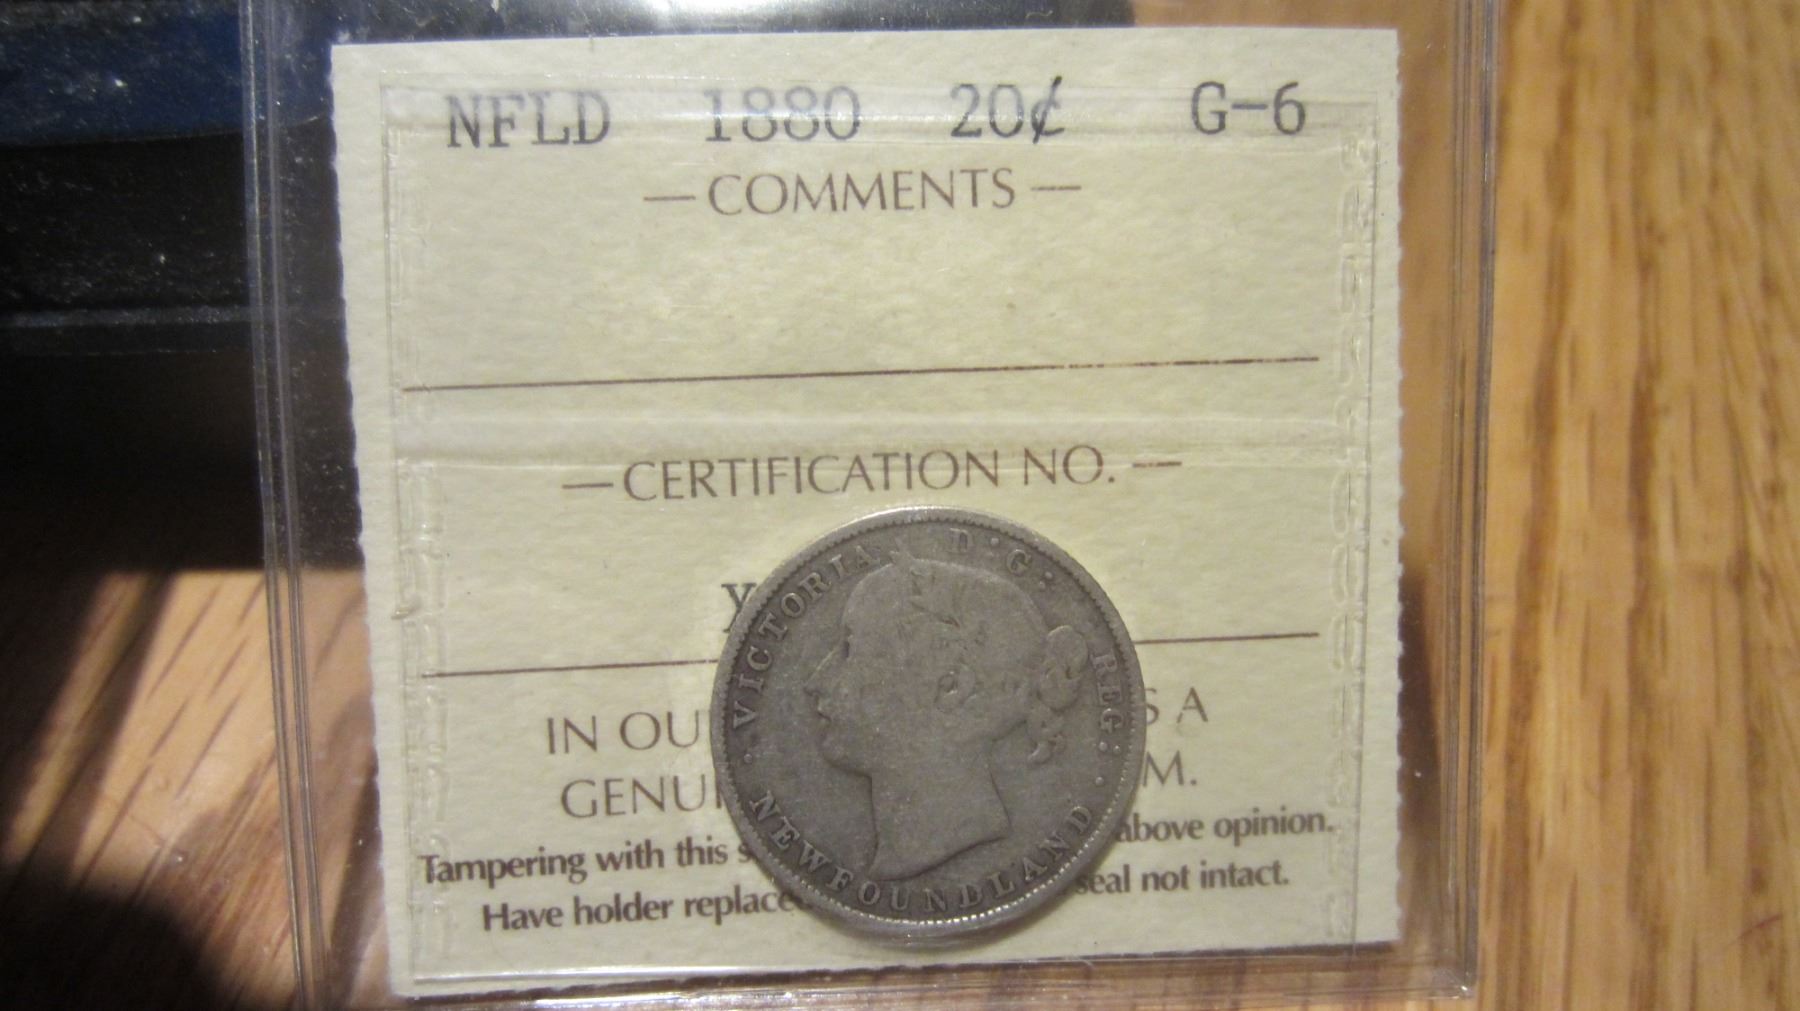 NFLD 1880 20¢ G-6
— COMMENTS —
— CERTIFICATION NO. —
VICTORIA D:G: REG:
NEWFOUNDLAND
IN OU S A
GENUI M.
Tampering with this s above opinion.
Have holder replace seal not intact.